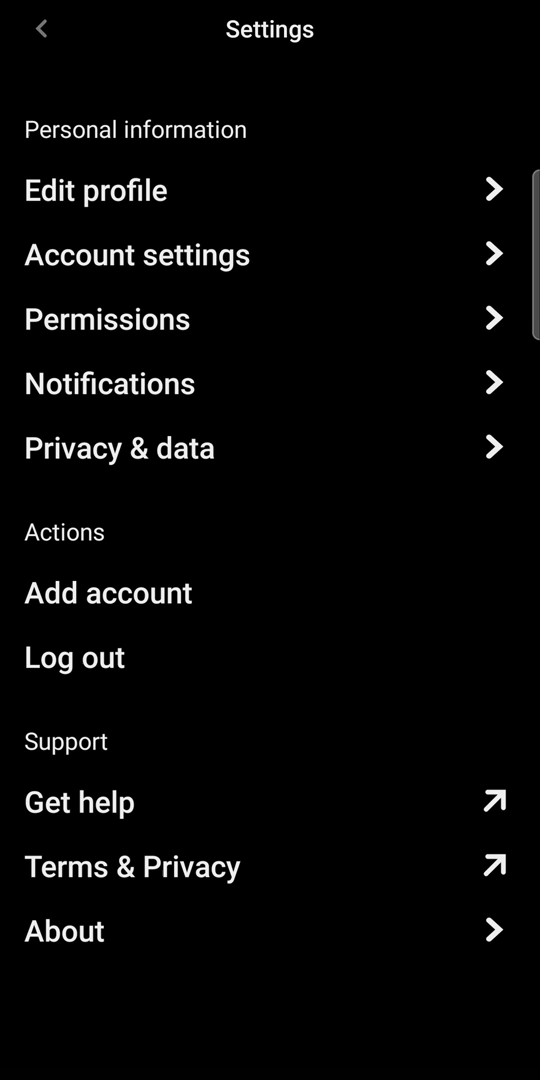 Settings
Personal information
Edit profile
Account settings
Permissions
Notifications
Privacy & data
Actions
Add account
Log out
Support
Get help
Terms & Privacy
About